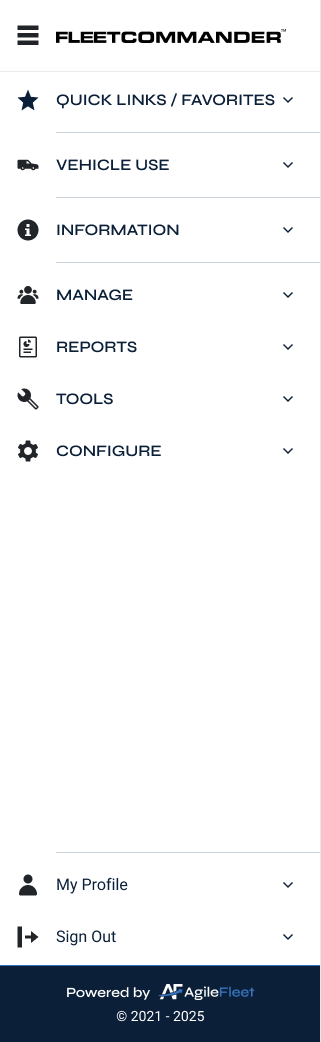 FLEETCOMMANDER™
QUICK LINKS / FAVORITES
VEHICLE USE
INFORMATION
MANAGE
REPORTS
TOOLS
CONFIGURE
My Profile
Sign Out
Powered by AF AgileFleet
© 2021 - 2025